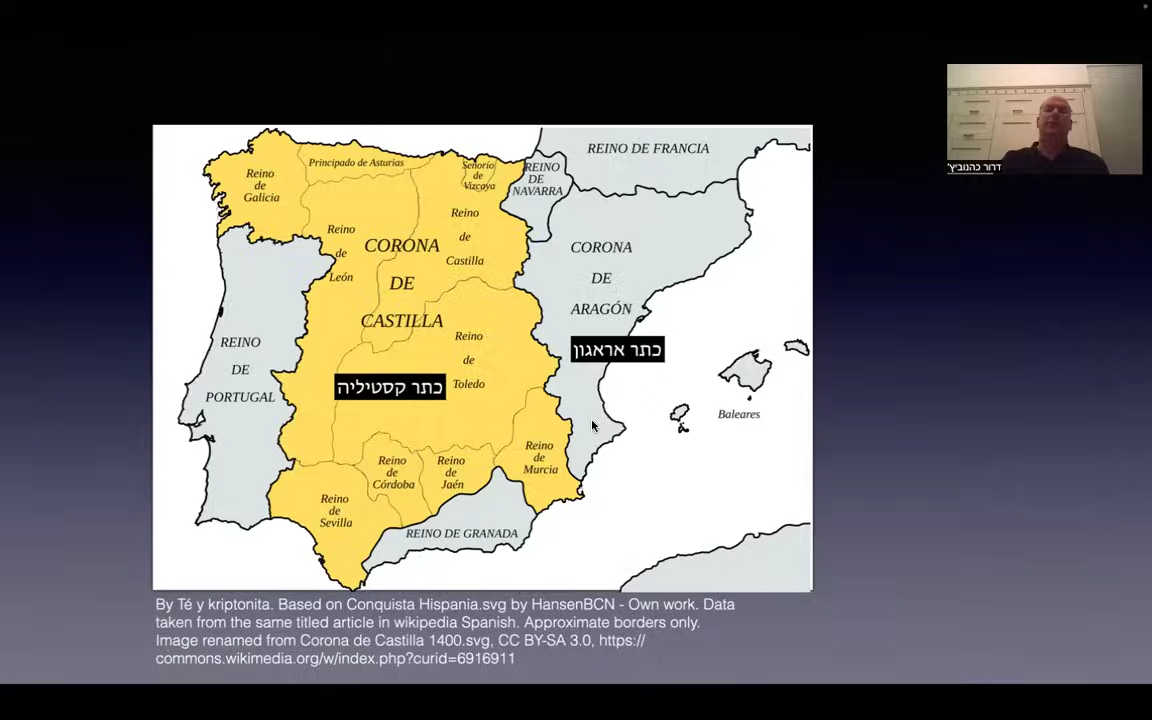 REINO DE FRANCIA
Principado de Asturias
Señorio
de
Vizcaya
REINO
DE
NAVARRA
Reino
de
Galicia
Reino
de
León
Reino
de
Castilla
CORONA
DE
CASTILLA
CORONA
DE
ARAGÓN
כתר אראגון
REINO
DE
PORTUGAL
Reino
de
Toledo
כתר קסטיליה
Baleares
Reino
de
Murcia
Reino
de
Córdoba
Reino
de
Jaén
Reino
de
Sevilla
REINO DE GRANADA
דרור כהנוביץ'
By Té y kriptonita. Based on Conquista Hispania.svg by HansenBCN - Own work. Data
taken from the same titled article in wikipedia Spanish. Approximate borders only.
Image renamed from Corona de Castilla 1400.svg, CC BY-SA 3.0, https://
commons.wikimedia.org/w/index.php?curid=6916911